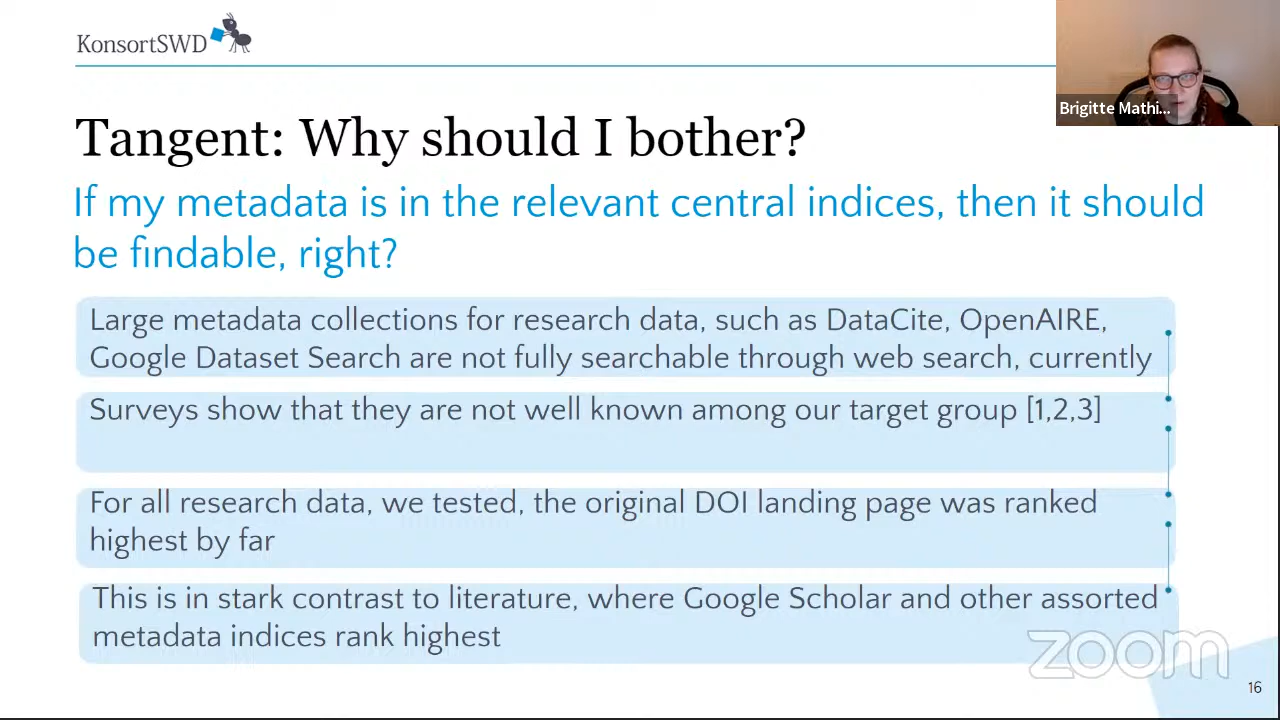 KonsortSWD
Brigitte Mathi...
Tangent: Why should I bother?
If my metadata is in the relevant central indices, then it should
be findable, right?
Large metadata collections for research data, such as DataCite, OpenAIRE,
Google Dataset Search are not fully searchable through web search, currently
Surveys show that they are not well known among our target group [1,2,3]
For all research data, we tested, the original DOI landing page was ranked
highest by far
This is in stark contrast to literature, where Google Scholar and other assorted
metadata indices rank highest
zoom
16